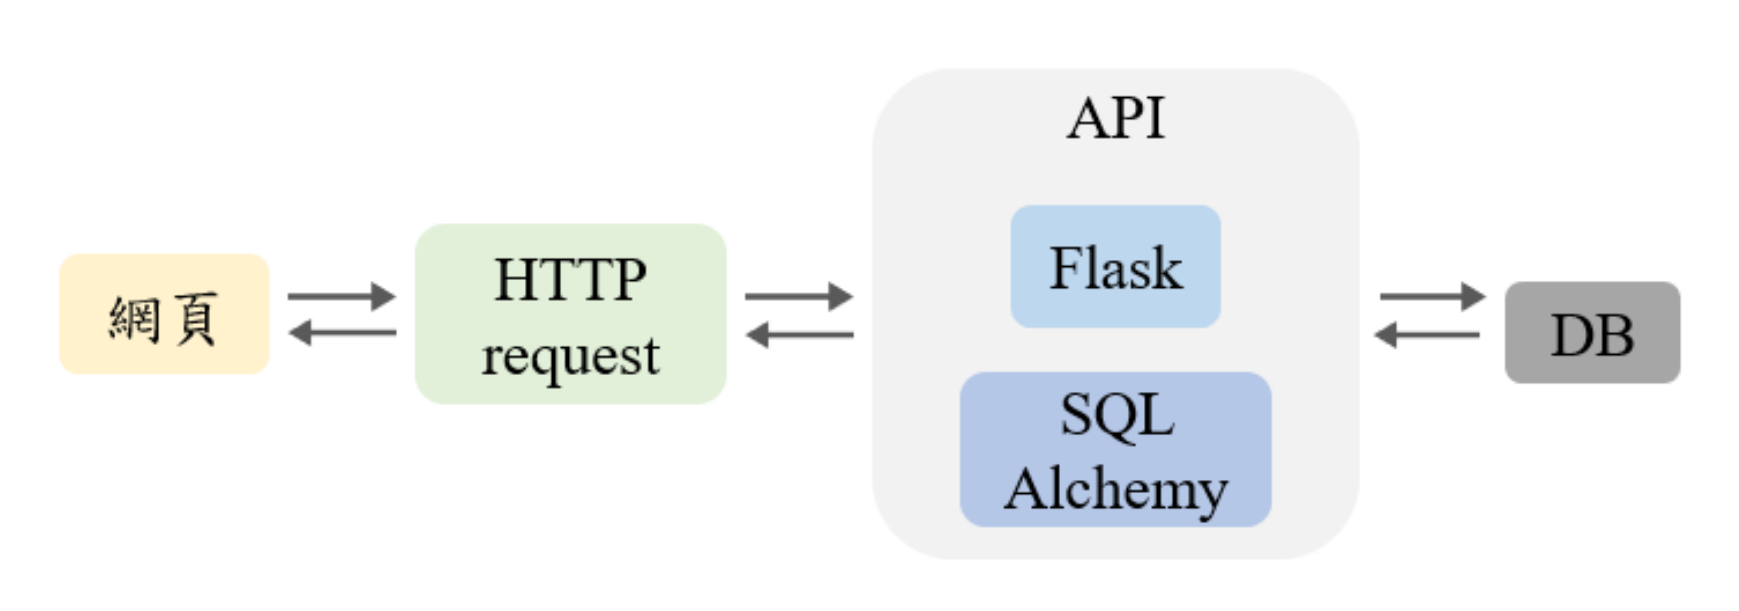 網頁
HTTP
request
API
Flask
SQL
Alchemy
DB